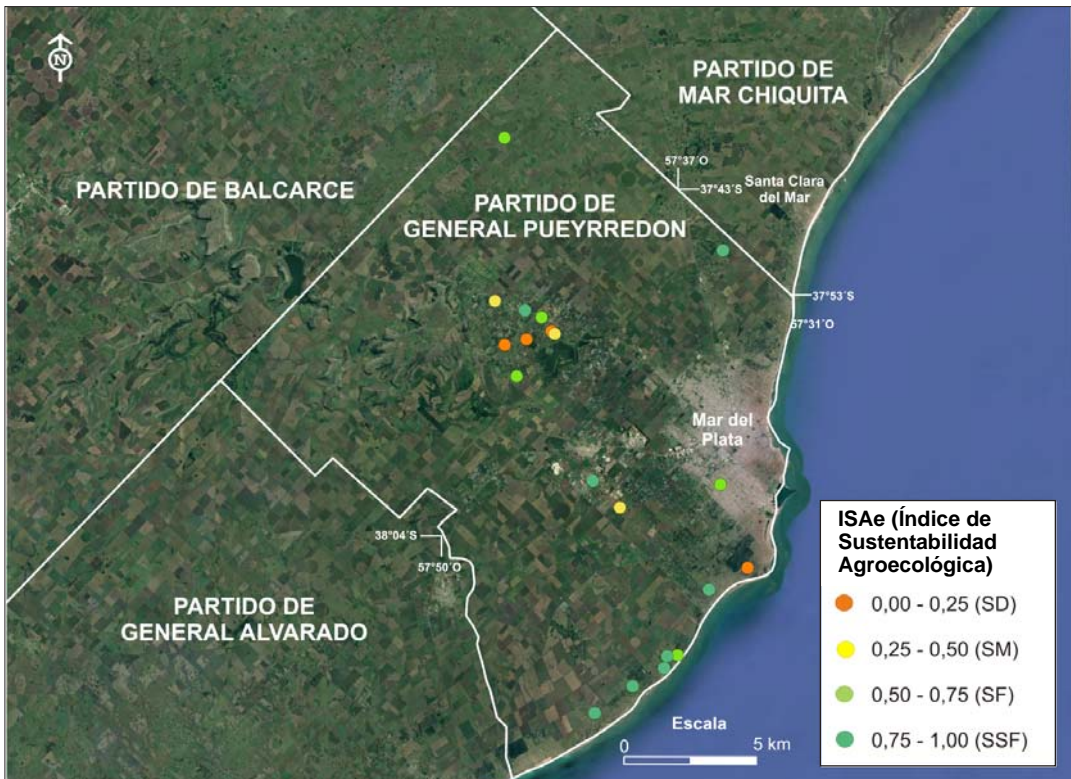 N
PARTIDO DE
MAR CHIQUITA
57°37´O
37°43´S
Santa Clara
del Mar
PARTIDO DE BALCARCE
PARTIDO DE
GENERAL PUEYRREDON
37°53´S
57°31´O
Mar del
Plata
38°04´S
57°50´O
PARTIDO DE
GENERAL ALVARADO
Escala
0 5 km
ISAe (Índice de
Sustentabilidad
Agroecológica)
0,00 - 0,25 (SD)
0,25 - 0,50 (SM)
0,50 - 0,75 (SF)
0,75 - 1,00 (SSF)